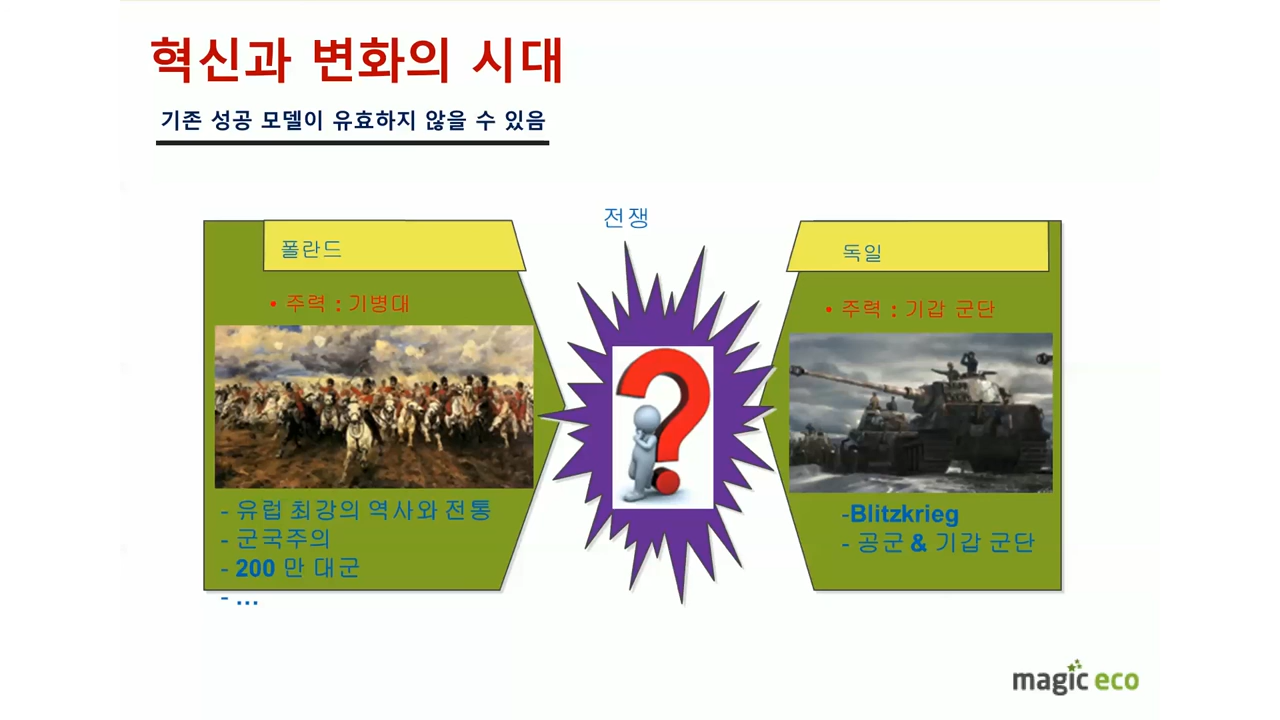 혁신과 변화의 시대
기존 성공 모델이 유효하지 않을 수 있음
전쟁
폴란드
• 주력 : 기병대
- 유럽 최강의 역사와 전통
- 군국주의
- 200 만 대군
- ...
독일
• 주력 : 기갑 군단
-Blitzkrieg
- 공군 & 기갑 군단
?
magic eco